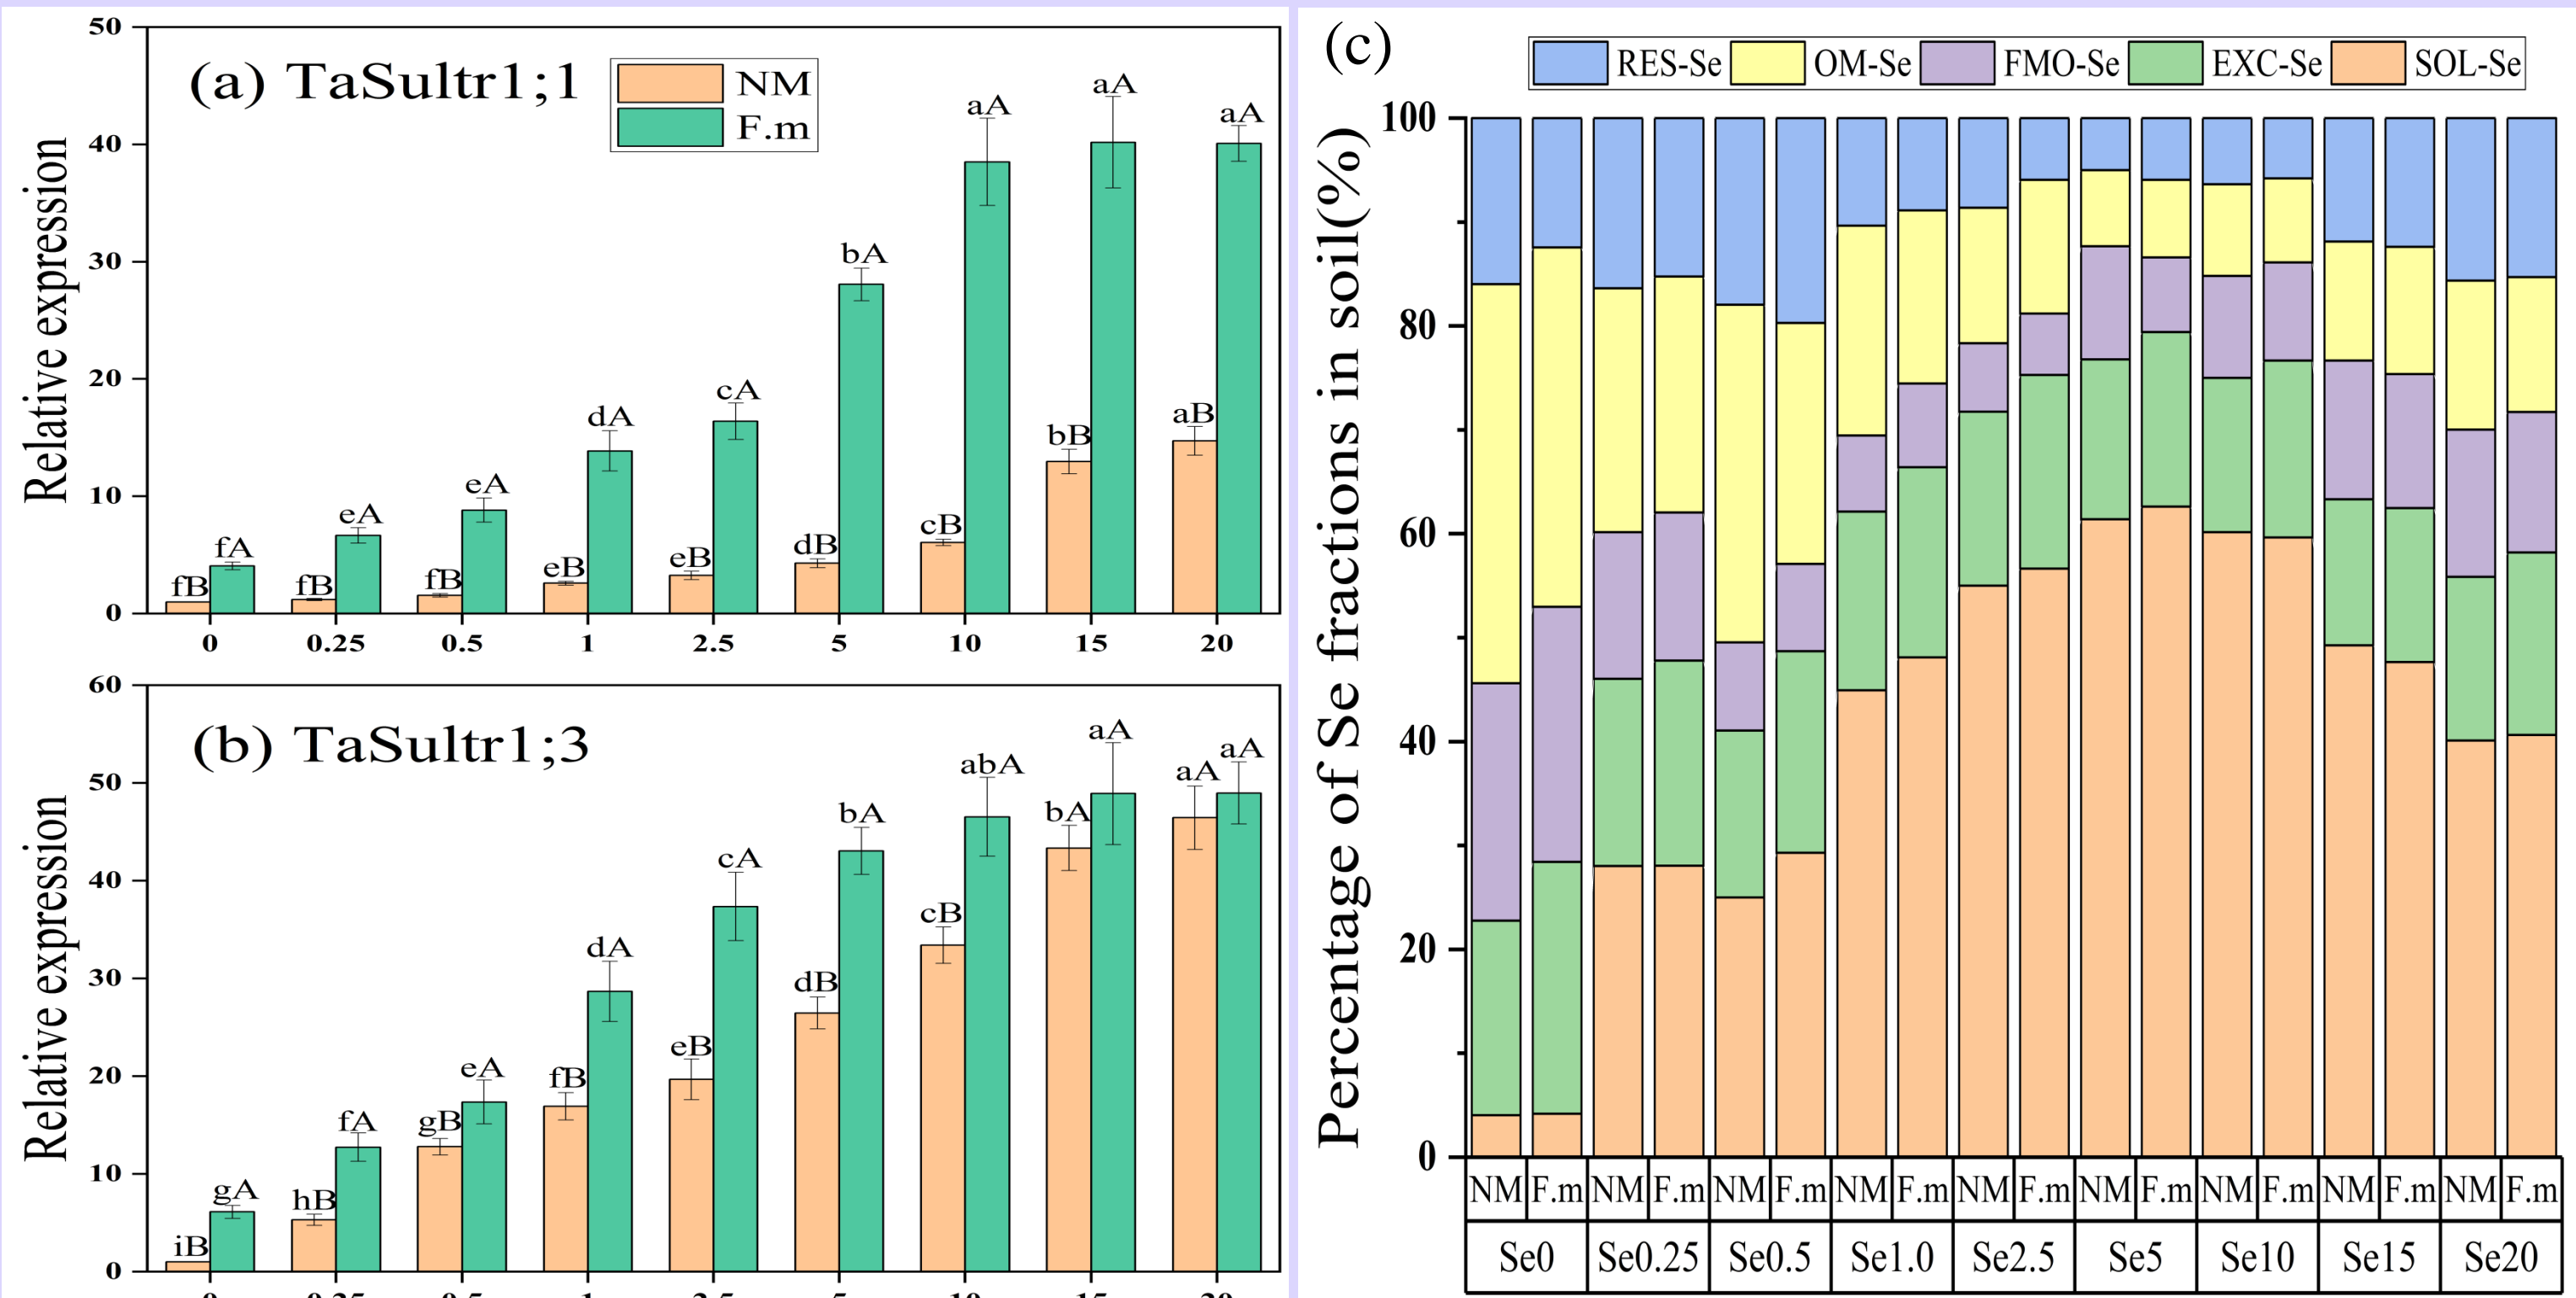 (a) TaSultr1;1
NM
F.m
Relative expression
50
40
30
20
10
0
fB fA fB eA fB eA eB dA eB cA dB bA cB aA bB aA aB aA
0 0.25 0.5 1 2.5 5 10 15 20
(b) TaSultr1;3
Relative expression
60
50
40
30
20
10
0
iB gA hB fA gB eA fB dA eB cA dB bA cB abA bA aA aA aA
(c)
RES-Se OM-Se FMO-Se EXC-Se SOL-Se
Percentage of Se fractions in soil(%)
100
80
60
40
20
0
NM F.m NM F.m NM F.m NM F.m NM F.m NM F.m NM F.m NM F.m NM F.m
Se0 Se0.25 Se0.5 Se1.0 Se2.5 Se5 Se10 Se15 Se20